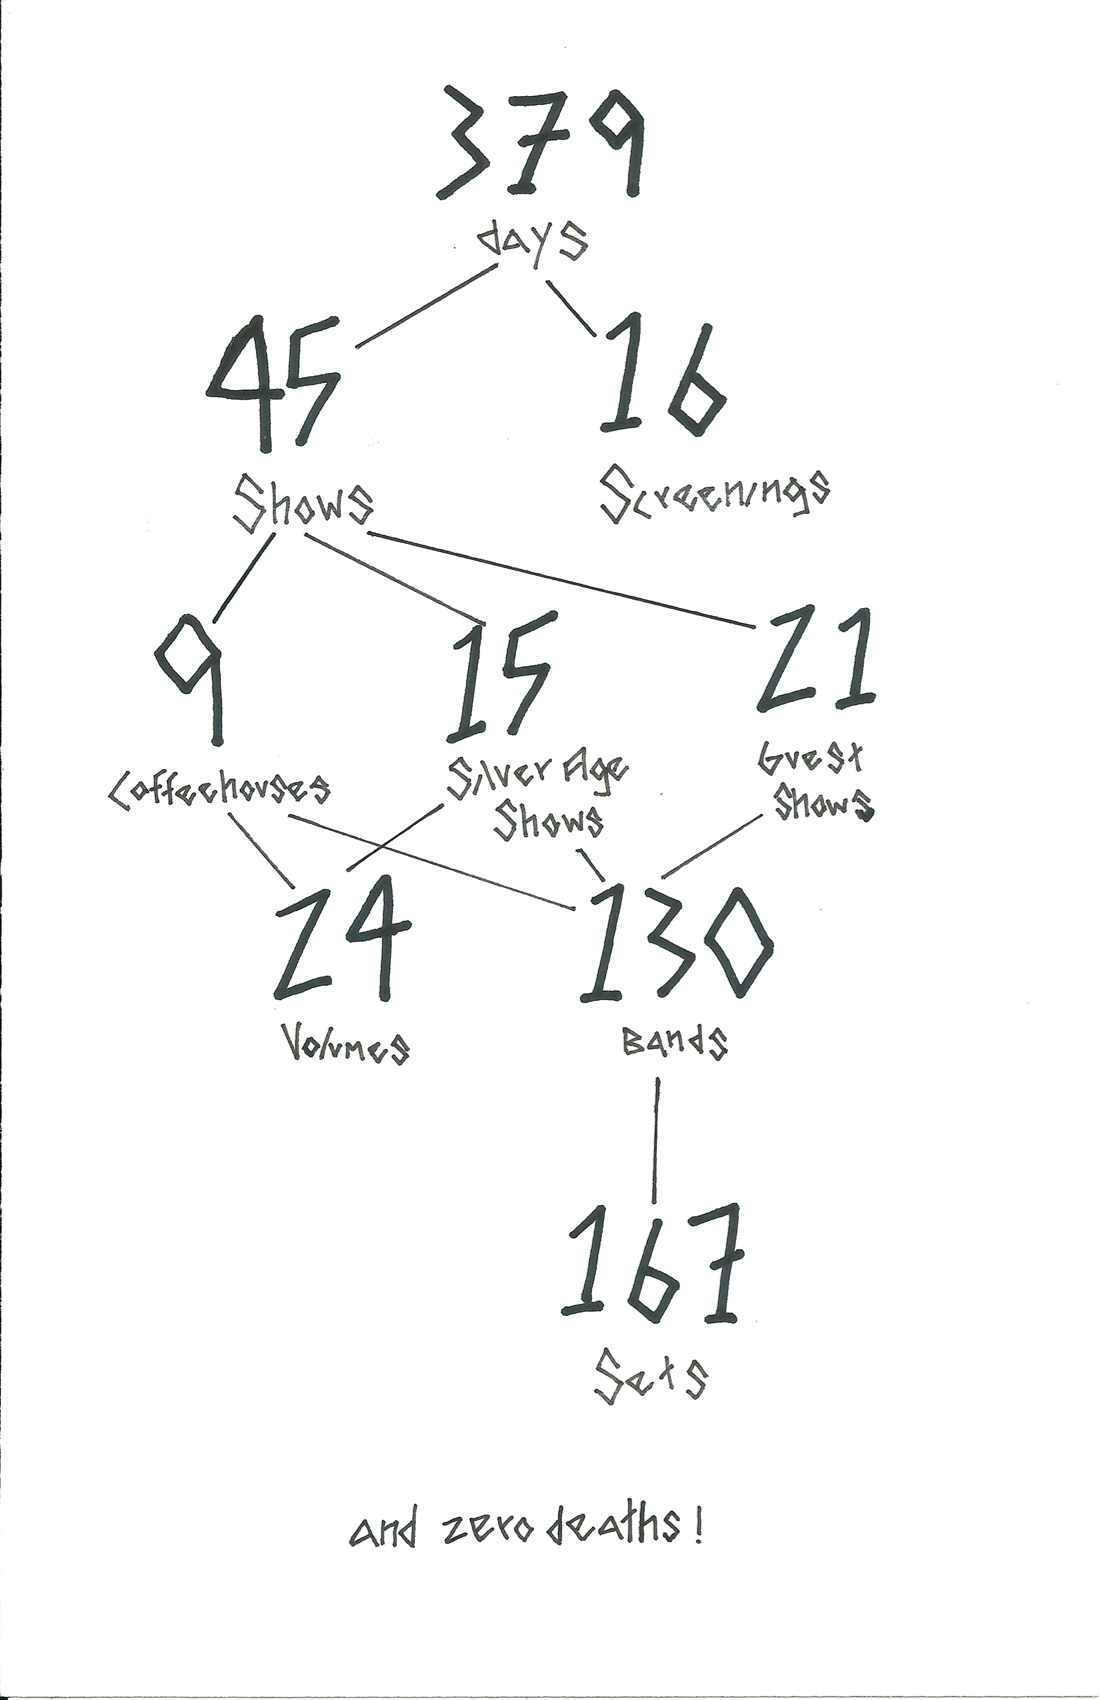 379
days
45 16
Shows Screenings
9 15 21
Coffeehouses Silver Age Guest
Shows Shows
24 130
Volumes Bands
167
Sets
and zero deaths!